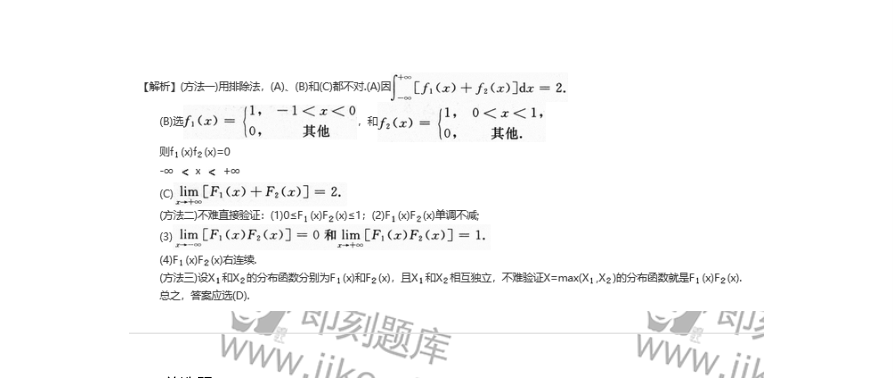 【解析】(方法一)用排除法，(A)、(B)和(C)都不对.(A)因∫_{-∞}^{+∞}[f₁(x)+f₂(x)]dx=2.
(B)选f₁(x)={1, -1<x<0; 0, 其他，和f₂(x)={1, 0<x<1, ; 0, 其他.
则f₁(x)f₂(x)=0
-∞ < x < +∞
(C) lim_{x→+∞}[F₁(x)+F₂(x)]=2.
(方法二)不难直接验证：(1)0≤F₁(x)F₂(x)≤1；(2)F₁(x)F₂(x)单调不减;
(3) lim_{x→-∞}[F₁(x)F₂(x)]=0 和 lim_{x→+∞}[F₁(x)F₂(x)]=1.
(4)F₁(x)F₂(x)右连续.
(方法三)设X₁和X₂的分布函数分别为F₁(x)和F₂(x)，且X₁和X₂相互独立，不难验证X=max(X₁,X₂)的分布函数就是F₁(x)F₂(x).
总之，答案应选(D).
即刻题库